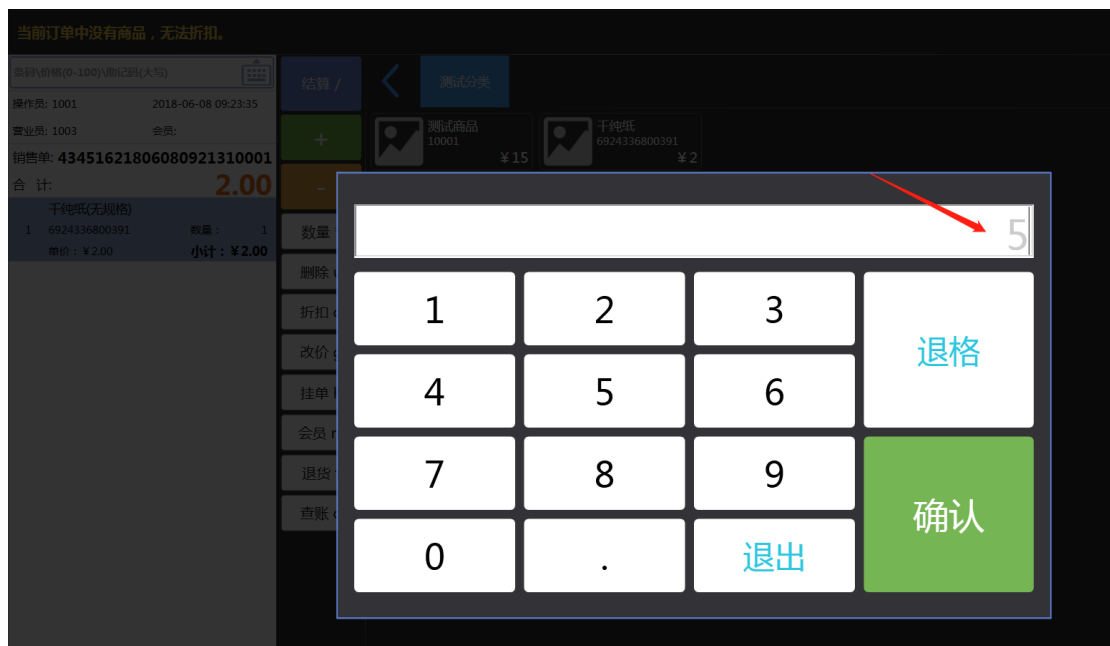 当前订单中没有商品，无法折扣。
条码\价格(0-100)\助记码(大写)
操作员: 1001 2018-06-08 09:23:35
营业员: 1003 会员:
销售单: 434516218060809213​10001
合 计: 2.00
千纯纸(无规格)
1 6924336800391 数量： 1
单价：¥2.00 小计：¥2.00
结算 /
+
-
数量
删除
折扣
改价
挂单
会员
退货
查账
测试分类
测试商品
10001
¥15
千纯纸
6924336800391
¥2
5
1 2 3
退格
4 5 6
7 8 9
确认
0 . 退出